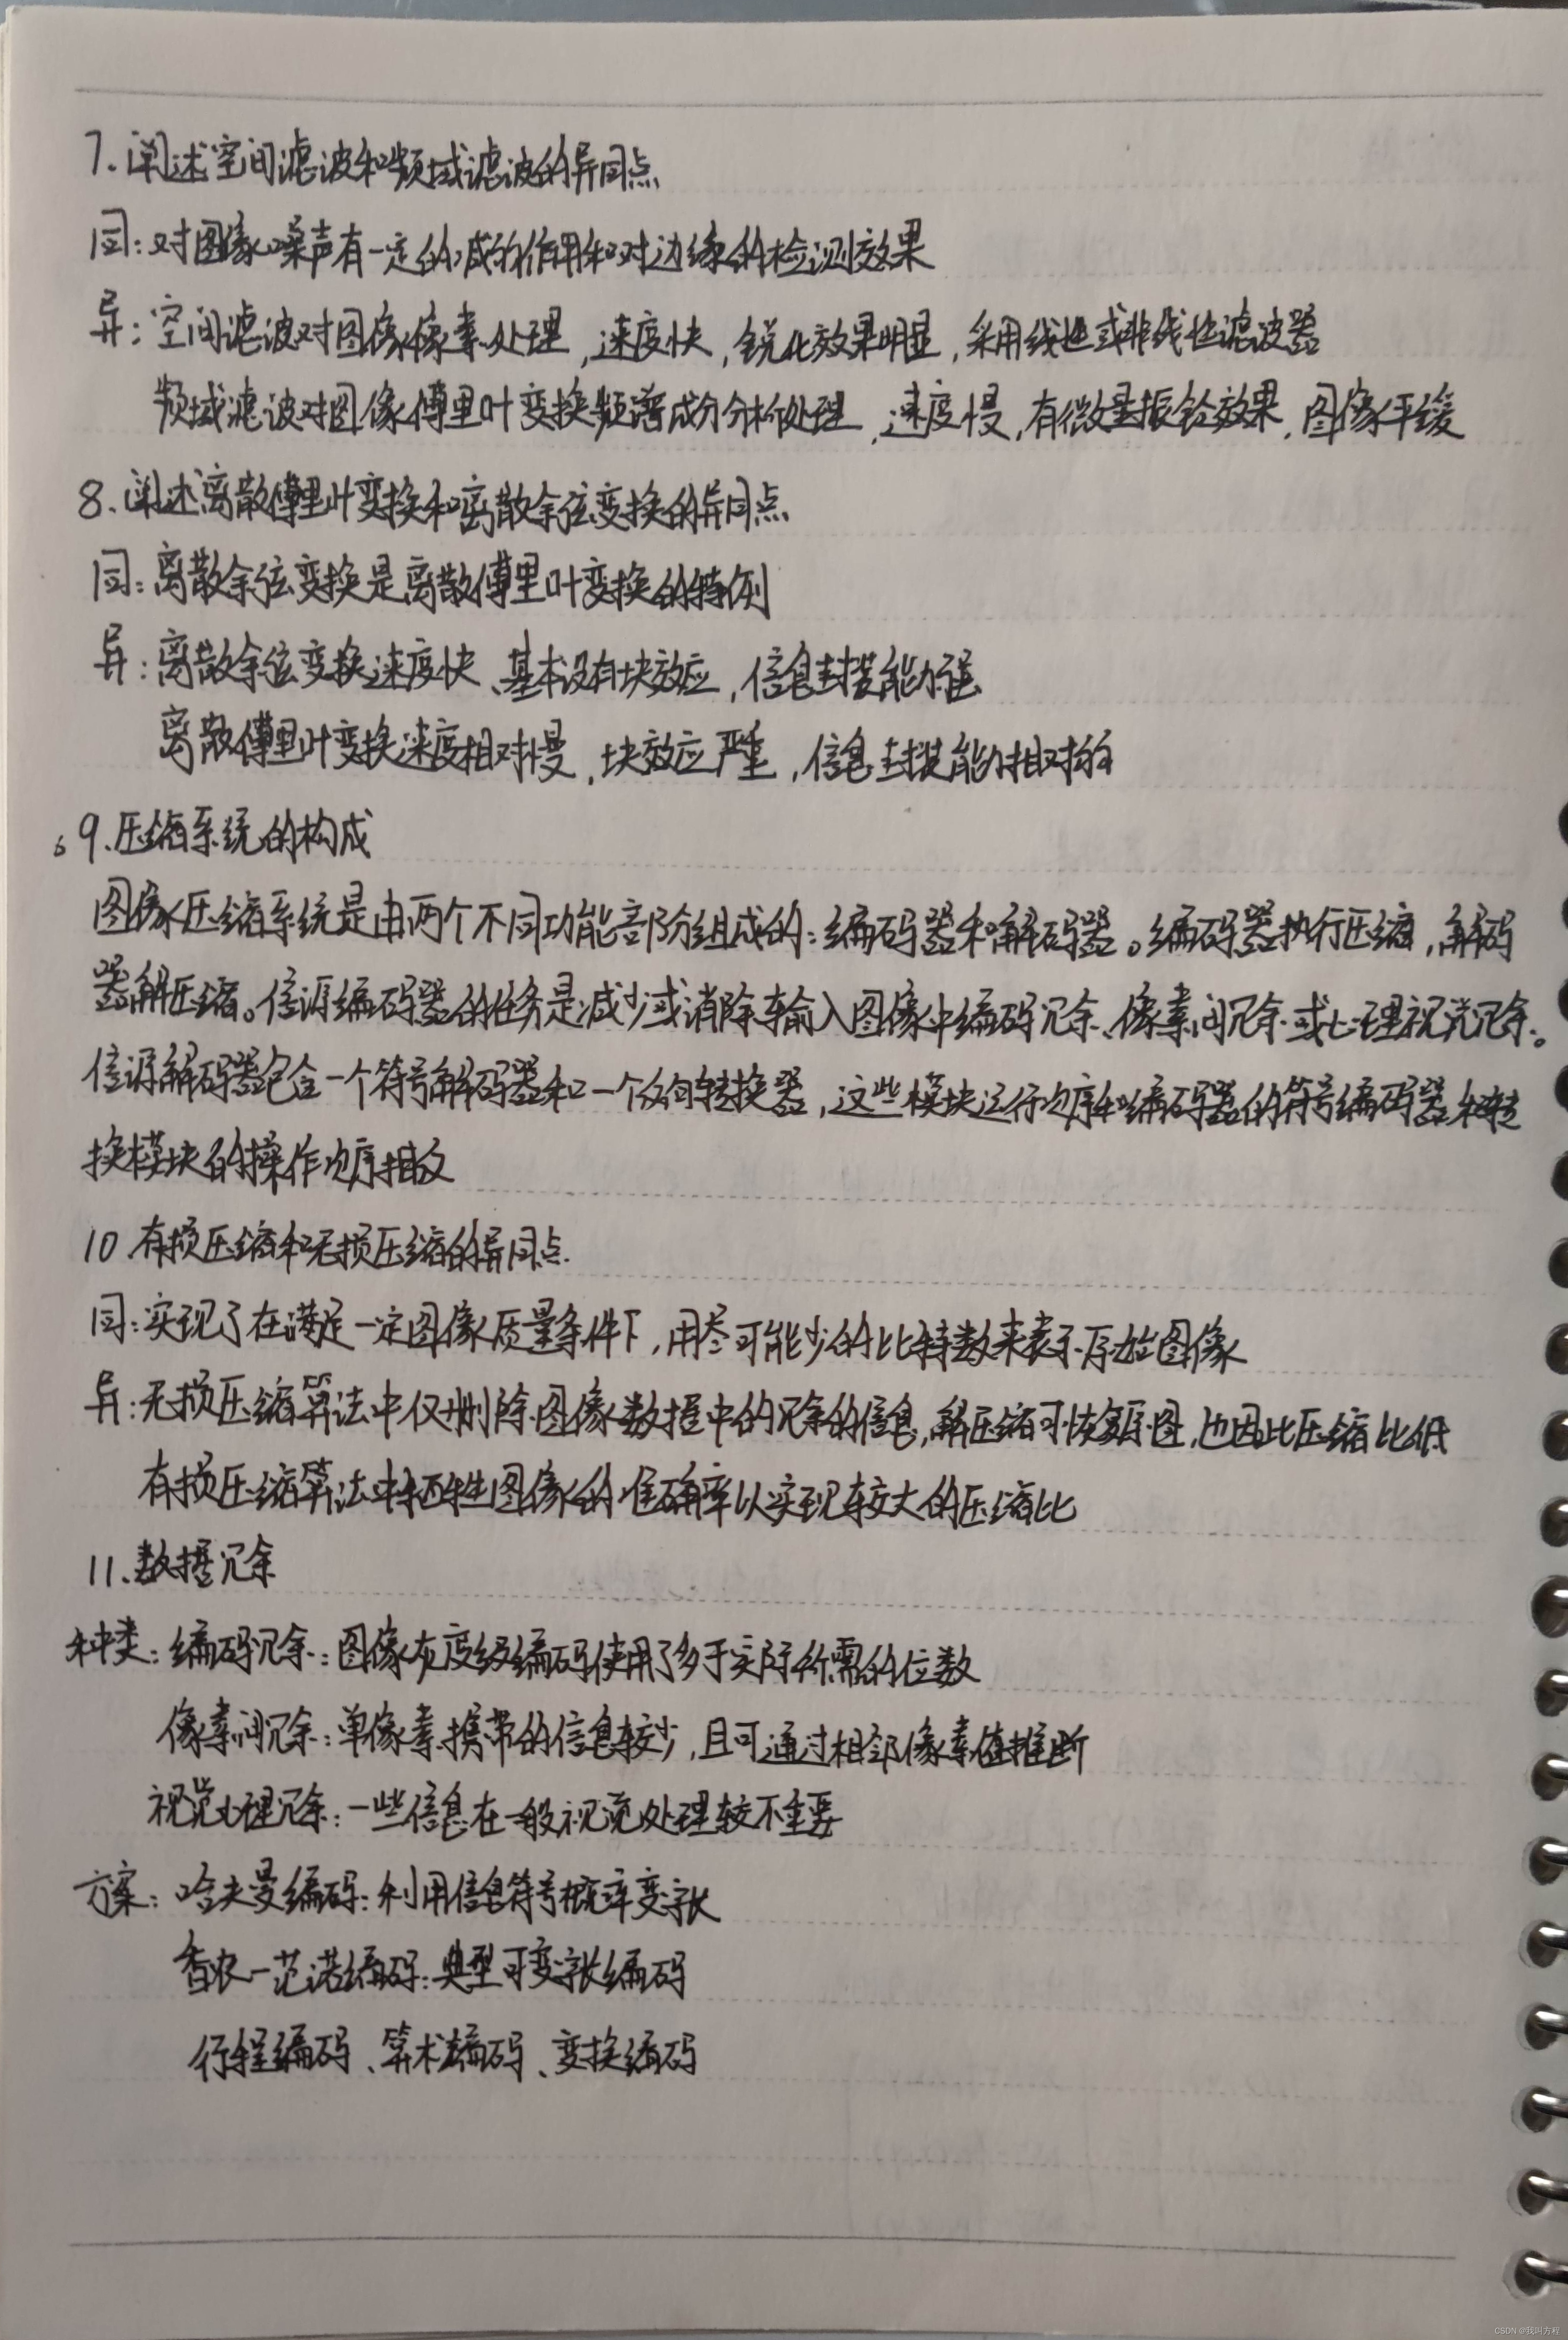 7.阐述空间滤波和频域滤波的异同点
同:对图像噪声有一定的减的作用和对边缘的检测效果
异:空间滤波对图像像素处理,速度快,锐化效果明显,采用线性或非线性滤波器
频域滤波对图像傅里叶变换频谱成分分析处理,速度慢,有微量振铃效果,图像平缓
8.阐述离散傅里叶变换和离散余弦变换的异同点
同:离散余弦变换是离散傅里叶变换的特例
异:离散余弦变换速度快、基本没有块效应,信息封装能力强
离散傅里叶变换速度相对慢,块效应严重,信息封装能力相对弱
9.压缩系统的构成
图像压缩系统是由两个不同功能部分组成的:编码器和解码器。编码器执行压缩,解码
器解压缩。信源编码器的任务是减少或消除输入图像中编码冗余、像素间冗余或心理视觉冗余。
信源解码器包含一个符号解码器和一个反向转换器,这些模块运行次序和编码器的符号编码器和转
换模块的操作次序相反
10.有损压缩和无损压缩的异同点.
同:实现了在满足一定图像质量条件下,用尽可能少的比特数来表示原始图像
异:无损压缩算法中仅删除图像数据中的冗余的信息,解压缩可恢复原图,也因此压缩比低
有损压缩算法中牺牲图像的准确率以实现较大的压缩比
11.数据冗余
种类:编码冗余:图像灰度级编码使用了多于实际所需的位数
像素间冗余:单像素携带的信息较少,且可通过相邻像素值推断
视觉心理冗余:一些信息在一般视觉处理较不重要
方案:哈夫曼编码:利用信息符号概率变字长
香农一范诺编码:典型可变字长编码
行程编码、算术编码、变换编码
CSDN @我叫方程